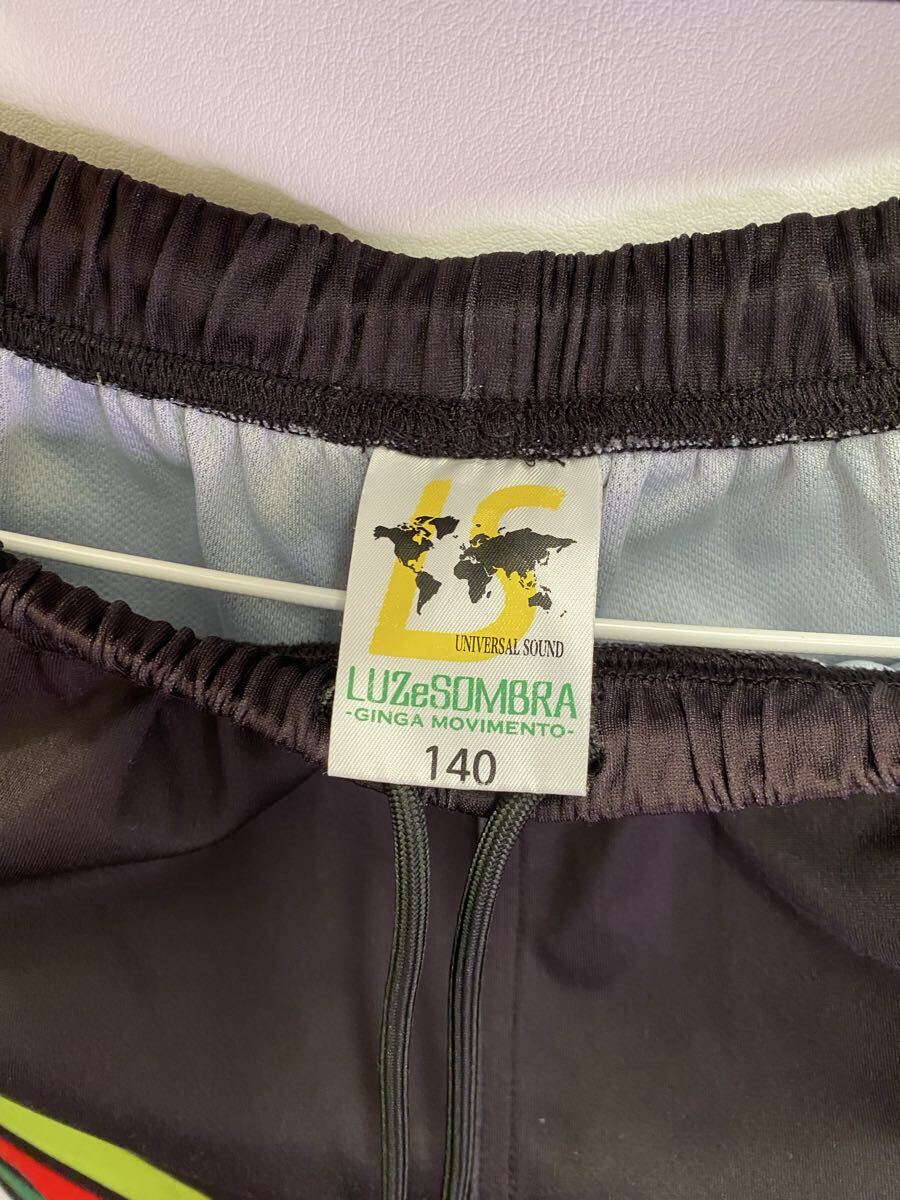 LS
UNIVERSAL SOUND
LUZeSOMBRA
-GINGA MOVIMENTO-
140